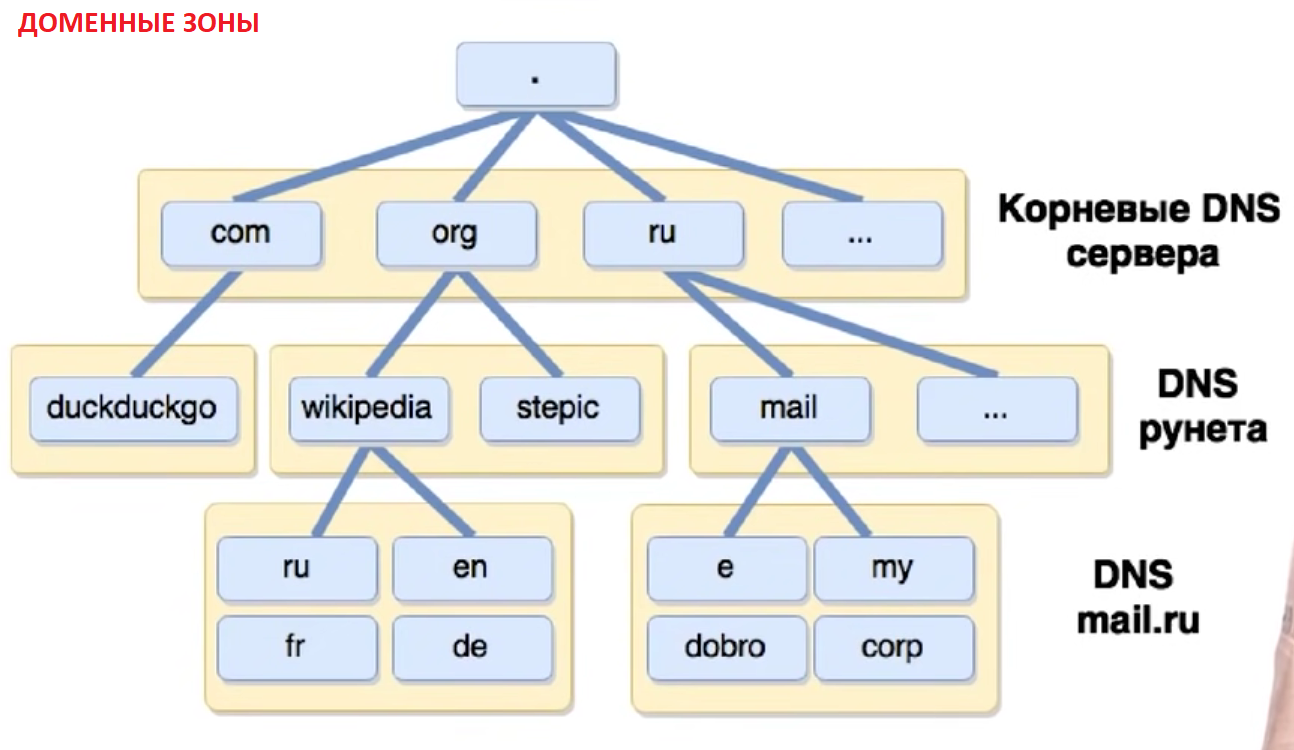 ДОМЕННЫЕ ЗОНЫ
.
com org ru ...
Корневые DNS
сервера
duckduckgo wikipedia stepic mail ...
DNS
рунета
ru en e my
fr de dobro corp
DNS
mail.ru